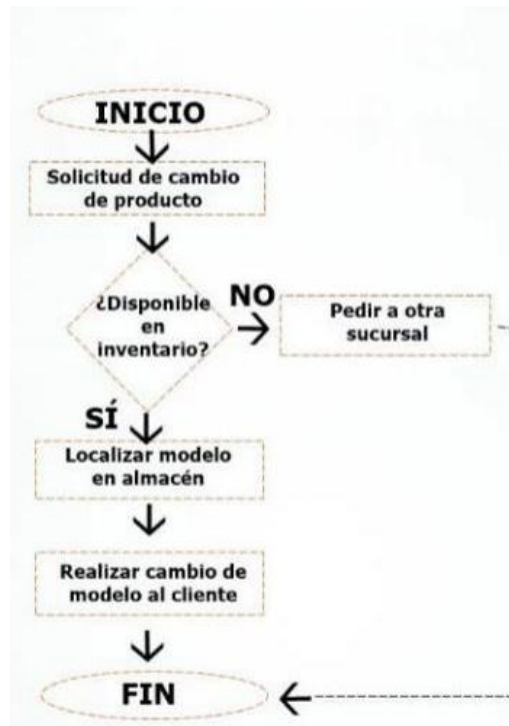 INICIO
Solicitud de cambio
de producto
¿Disponible
en
inventario?
NO
Pedir a otra
sucursal
SÍ
Localizar modelo
en almacén
Realizar cambio de
modelo al cliente
FIN